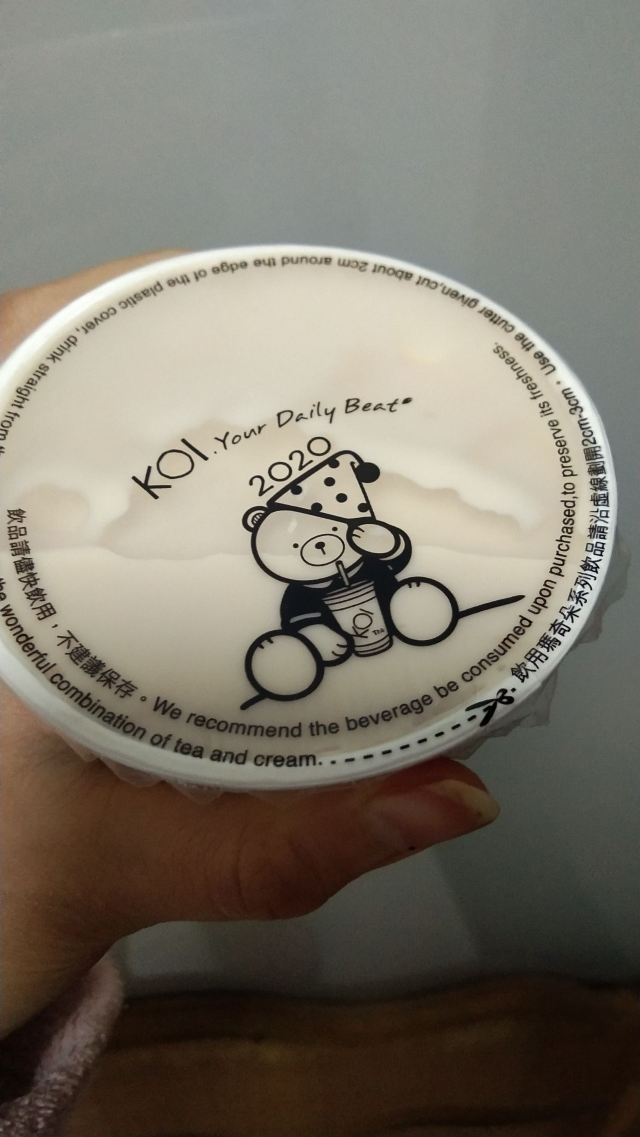 KOI.Your Daily Beat
2020
KOI
The
飲品請儘快飲用，不建議保存。We recommend the beverage be consumed upon purchased,to preserve its freshness.
飲用瑪奇朵系列飲品請沿虛線劃開2cm-3cm。Use the cutter given,cut about 2cm around the edge of the plastic cover, drink straight from
the wonderful combination of tea and cream.